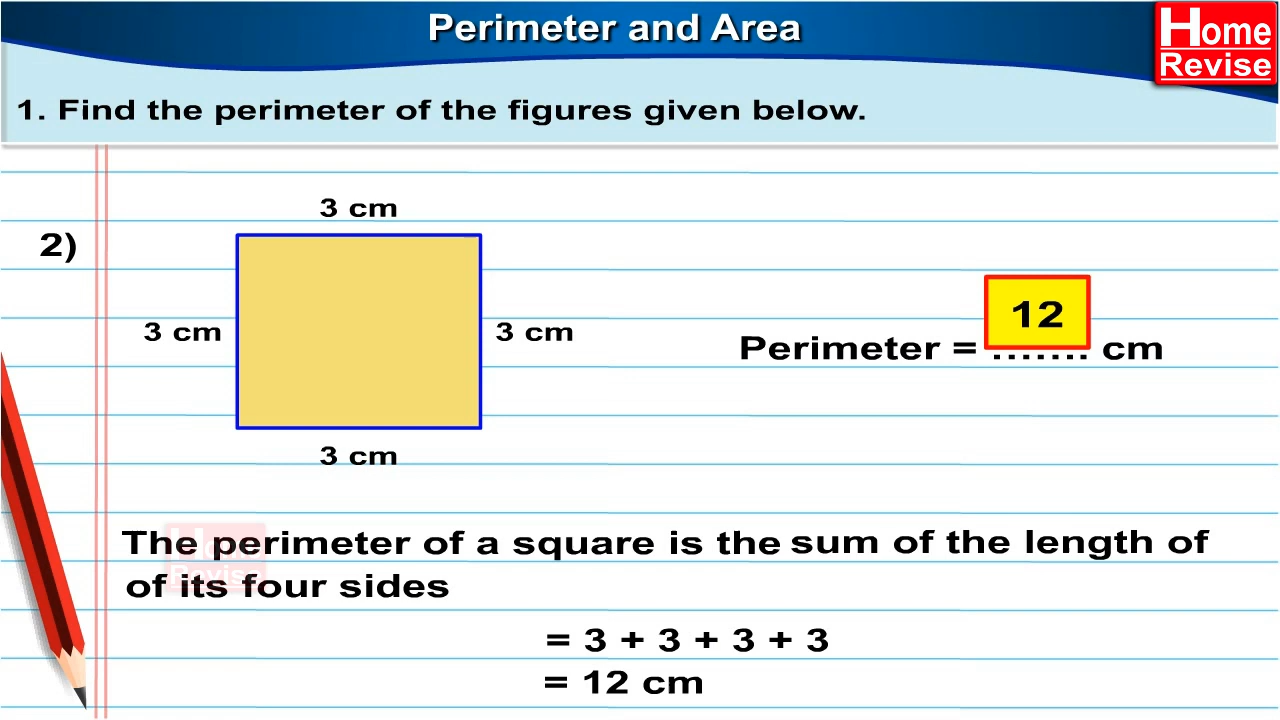 Perimeter and Area
Home
Revise
1. Find the perimeter of the figures given below.
2)
3 cm
3 cm
3 cm
3 cm
12
Perimeter = ....... cm
Home
Revise
The perimeter of a square is the sum of the length of
of its four sides
= 3 + 3 + 3 + 3
= 12 cm